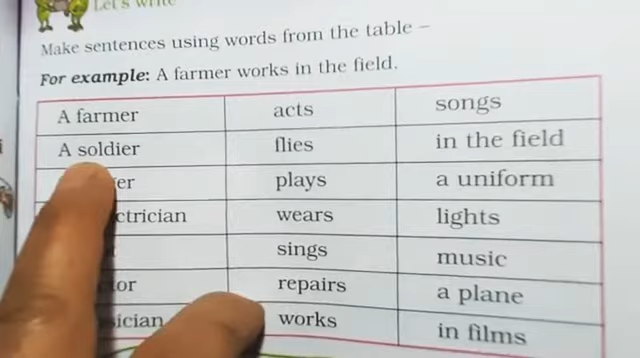 Let's write
Make sentences using words from the table –
For example: A farmer works in the field.
A farmer acts songs
A soldier flies in the field
plays a uniform
wears lights
sings music
repairs a plane
works in films